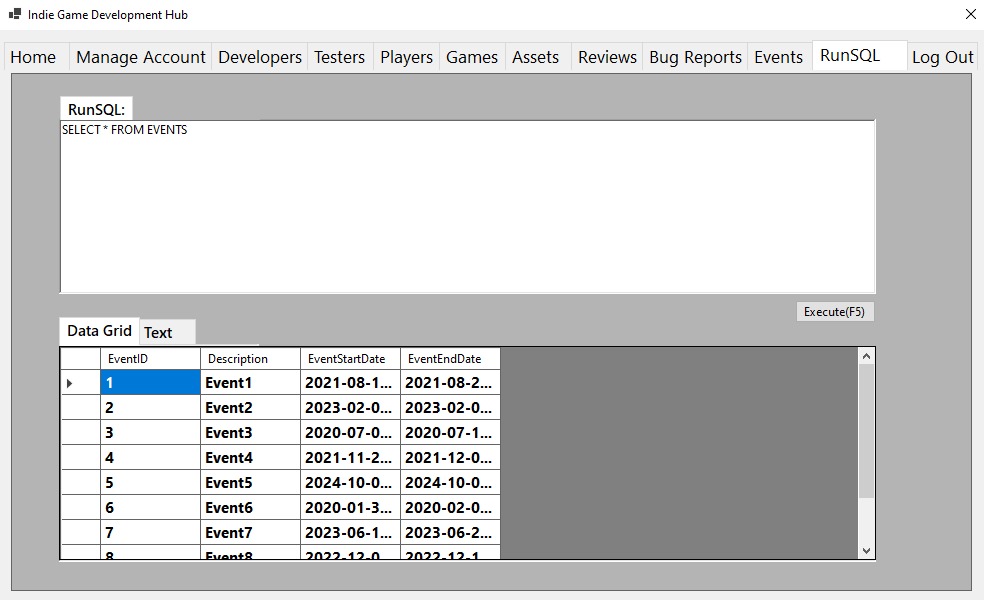 Indie Game Development Hub
Home Manage Account Developers Testers Players Games Assets Reviews Bug Reports Events RunSQL Log Out
RunSQL:
SELECT * FROM EVENTS
Execute(F5)
Data Grid Text
EventID Description EventStartDate EventEndDate
1 Event1 2021-08-1... 2021-08-2...
2 Event2 2023-02-0... 2023-02-0...
3 Event3 2020-07-0... 2020-07-1...
4 Event4 2021-11-2... 2021-12-0...
5 Event5 2024-10-0... 2024-10-0...
6 Event6 2020-01-3... 2020-02-0...
7 Event7 2023-06-1... 2023-06-2...
8 Event8 2022-12-0 2022-12-1